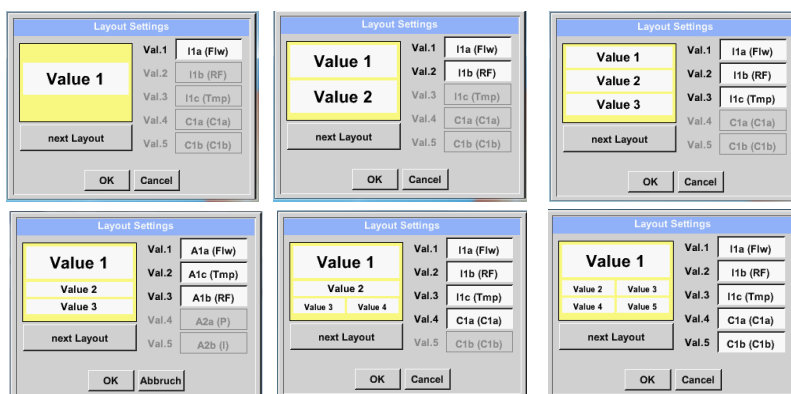 Layout Settings
Value 1
Val.1 I1a (Flw)
Val.2 I1b (RF)
Val.3 I1c (Tmp)
Val.4 C1a (C1a)
Val.5 C1b (C1b)
next Layout
OK Cancel
Layout Settings
Value 1
Value 2
Val.1 I1a (Flw)
Val.2 I1b (RF)
Val.3 I1c (Tmp)
Val.4 C1a (C1a)
Val.5 C1b (C1b)
next Layout
OK Cancel
Layout Settings
Value 1
Value 2
Value 3
Val.1 I1a (Flw)
Val.2 I1b (RF)
Val.3 I1c (Tmp)
Val.4 C1a (C1a)
Val.5 C1b (C1b)
next Layout
OK Cancel
Layout Settings
Value 1
Value 2
Value 3
Val.1 A1a (Flw)
Val.2 A1c (Tmp)
Val.3 A1b (RF)
Val.4 A2a (P)
Val.5 A2b (I)
next Layout
OK Abbruch
Layout Settings
Value 1
Value 2
Value 3 Value 4
Val.1 I1a (Flw)
Val.2 I1b (RF)
Val.3 I1c (Tmp)
Val.4 C1a (C1a)
Val.5 C1b (C1b)
next Layout
OK Cancel
Layout Settings
Value 1
Value 2 Value 3
Value 4 Value 5
Val.1 I1a (Flw)
Val.2 I1b (RF)
Val.3 I1c (Tmp)
Val.4 C1a (C1a)
Val.5 C1b (C1b)
next Layout
OK Cancel